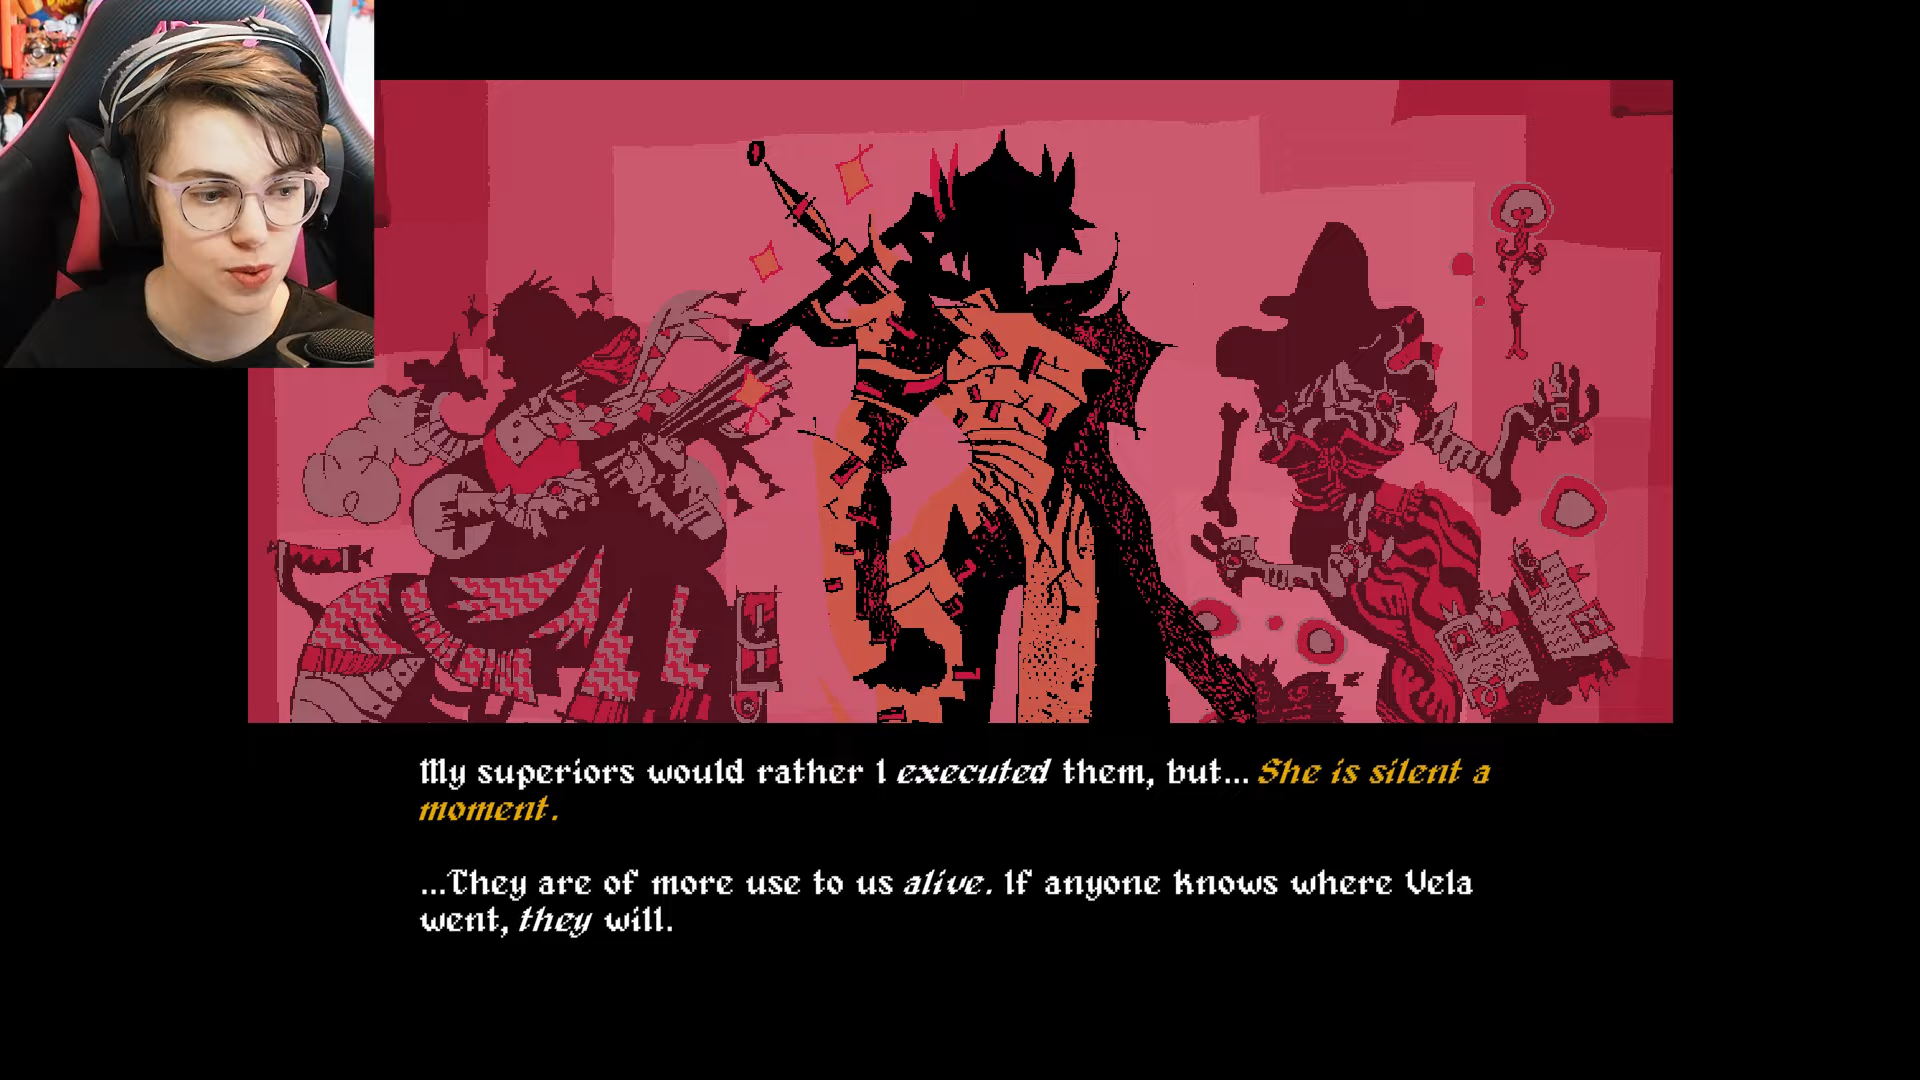 My superiors would rather I executed them, but... She is silent a
moment.
...They are of more use to us alive. If anyone knows where Vela
went, they will.